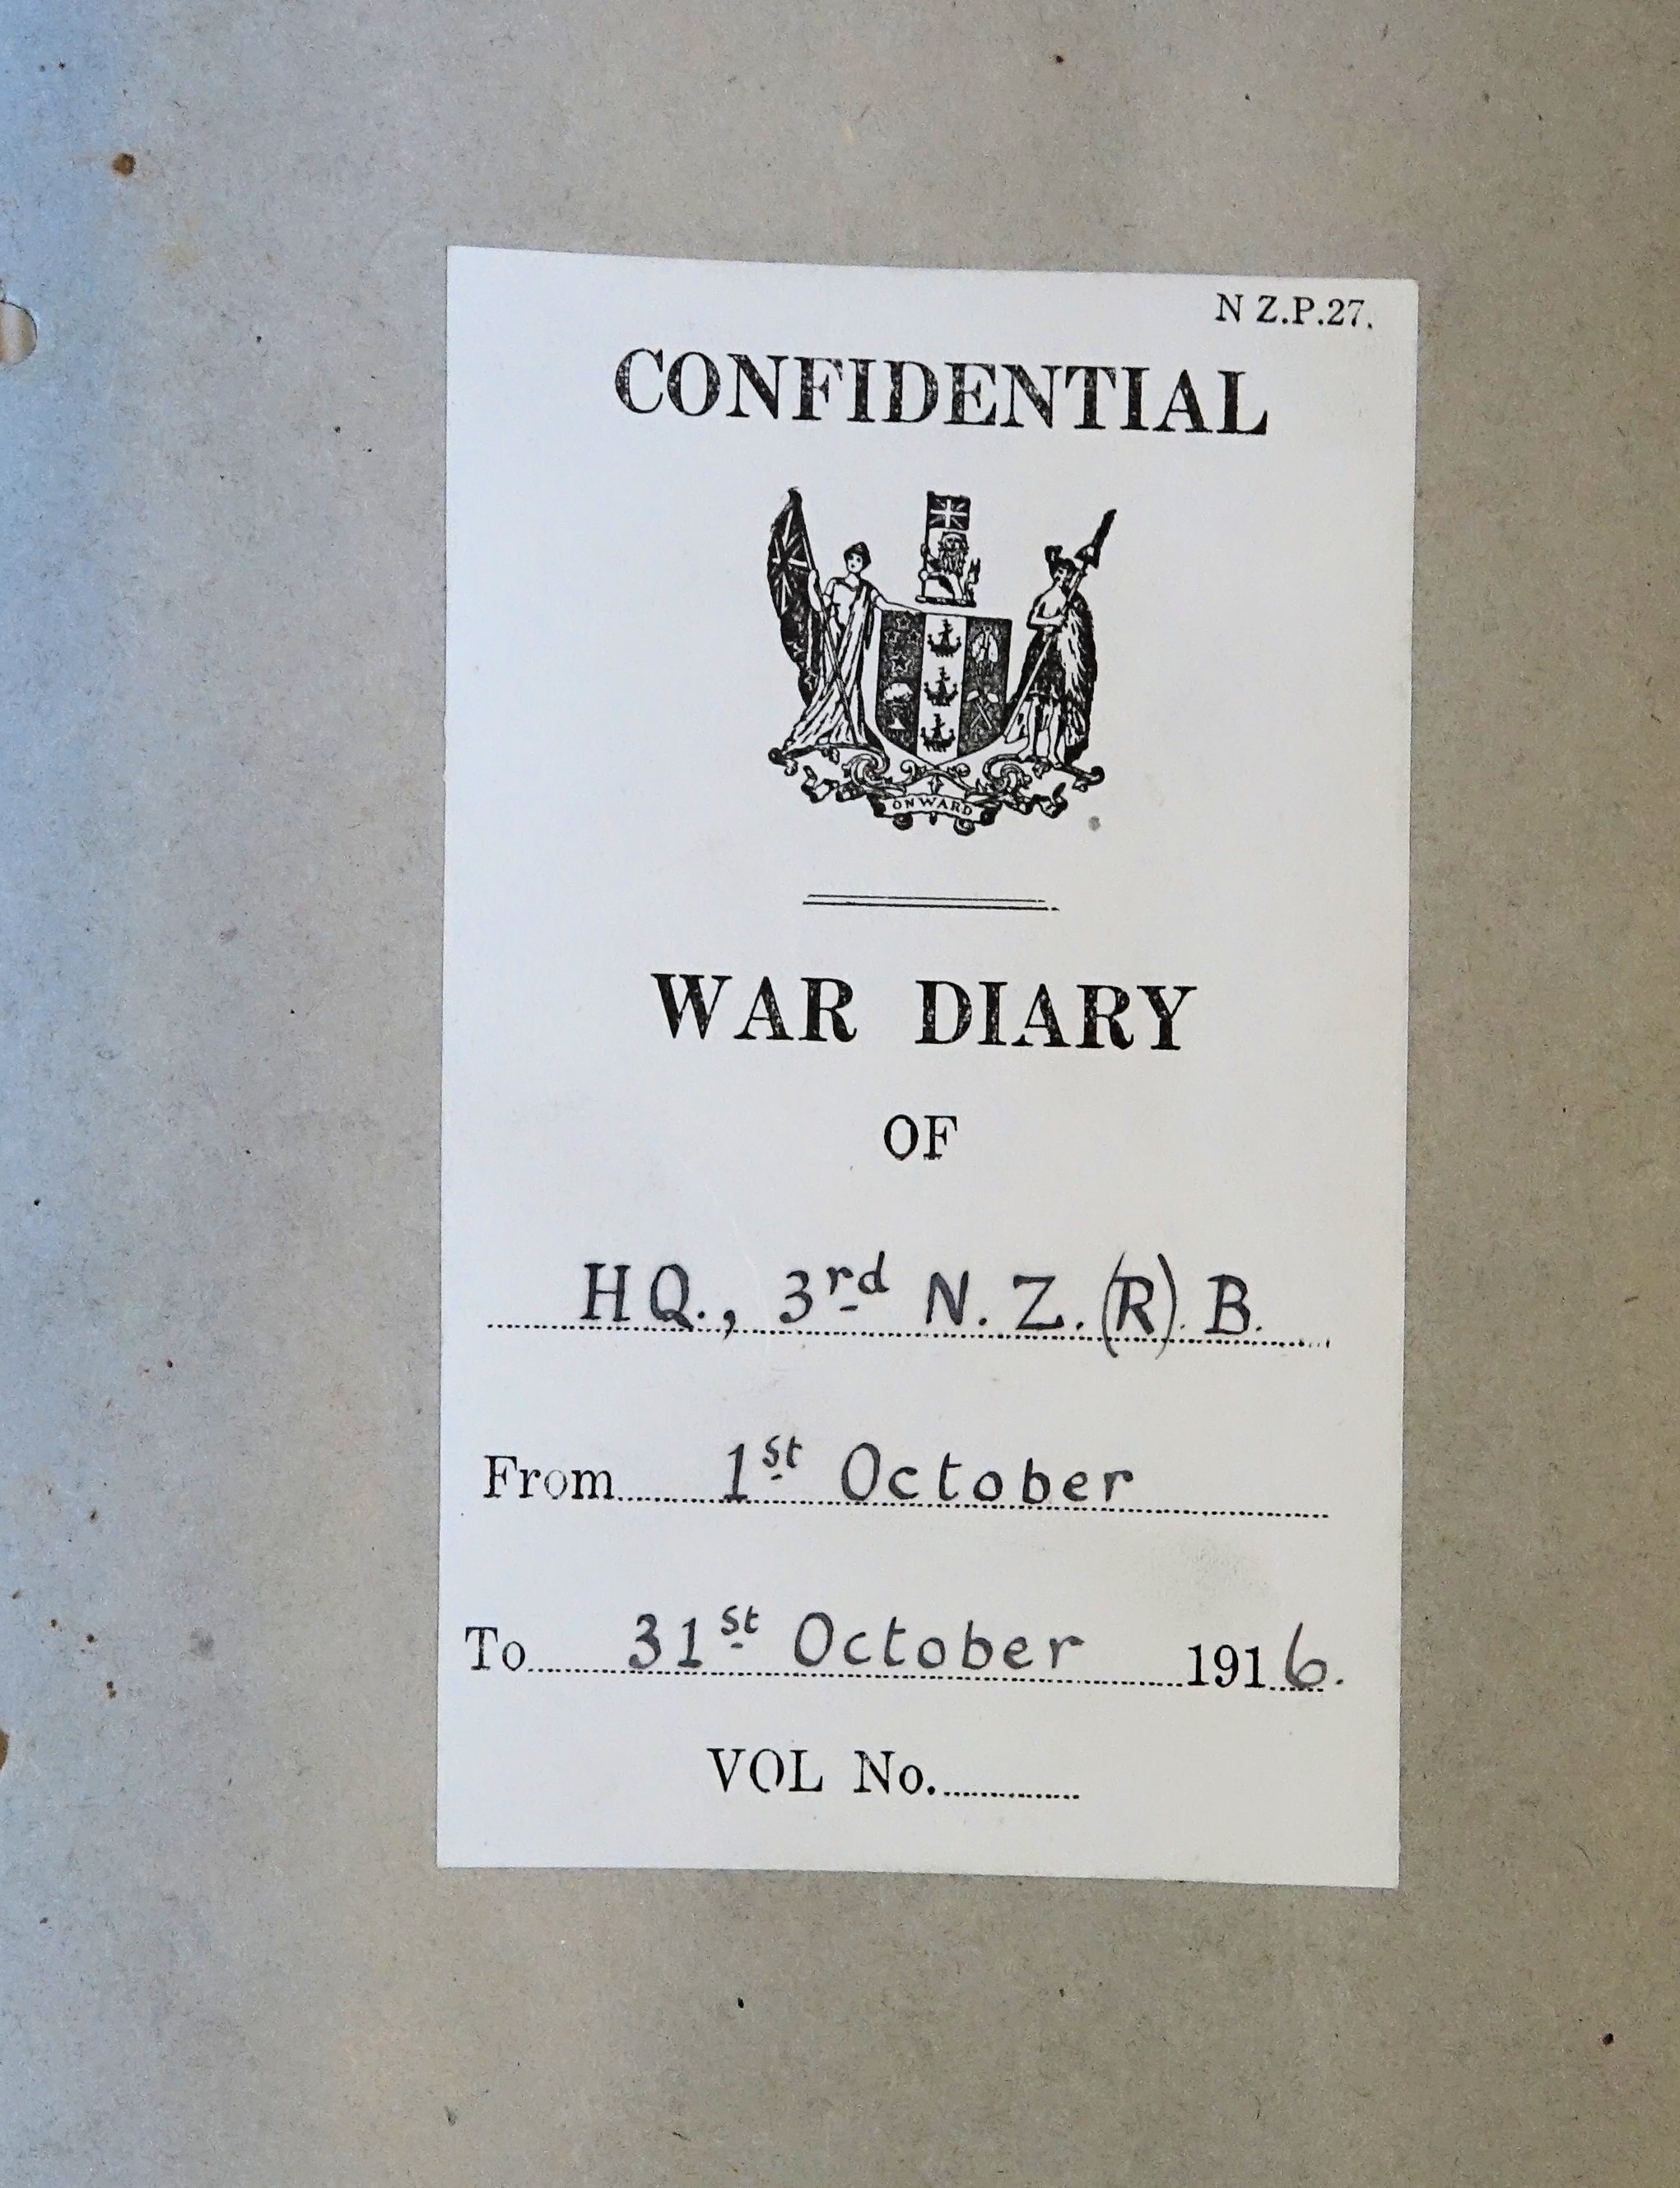 N Z.P.27.
CONFIDENTIAL
ONWARD
WAR DIARY
OF
HQ., 3rd N. Z. (R). B.
From 1st October
To 31st October 1916.
VOL No.